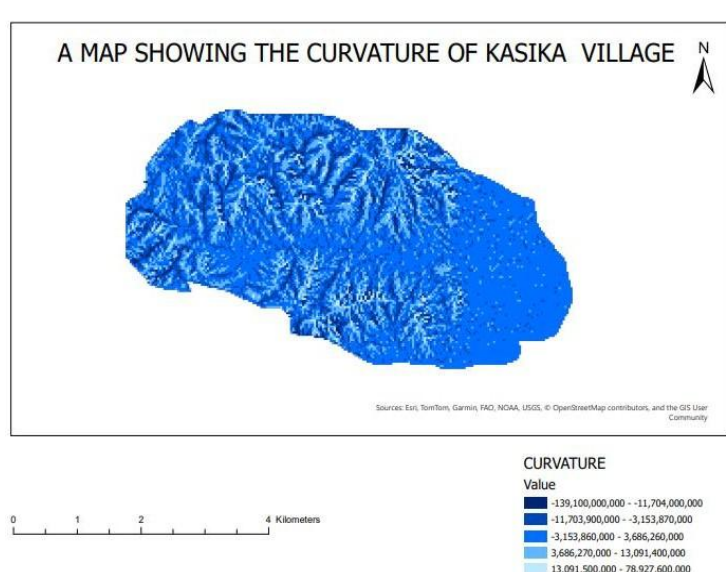 A MAP SHOWING THE CURVATURE OF KASIKA VILLAGE
N
Sources: Esri, TomTom, Garmin, FAO, NOAA, USGS, © OpenStreetMap contributors, and the GIS User
Community
CURVATURE
Value
-139,100,000,000 - -11,704,000,000
-11,703,900,000 - -3,153,870,000
-3,153,860,000 - 3,686,260,000
3,686,270,000 - 13,091,400,000
13,091,500,000 - 78,927,600,000
0 1 2 4 Kilometers